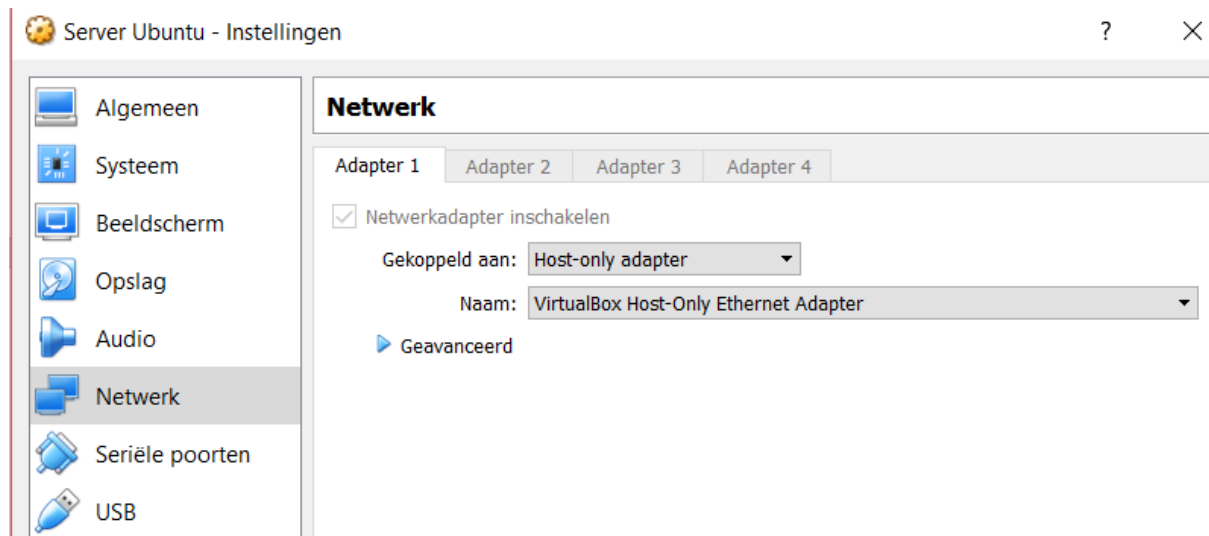 Server Ubuntu - Instellingen ?
Algemeen
Systeem
Beeldscherm
Opslag
Audio
Netwerk
Seriële poorten
USB
Netwerk
Adapter 1 Adapter 2 Adapter 3 Adapter 4
Netwerkadapter inschakelen
Gekoppeld aan: Host-only adapter
Naam: VirtualBox Host-Only Ethernet Adapter
Geavanceerd